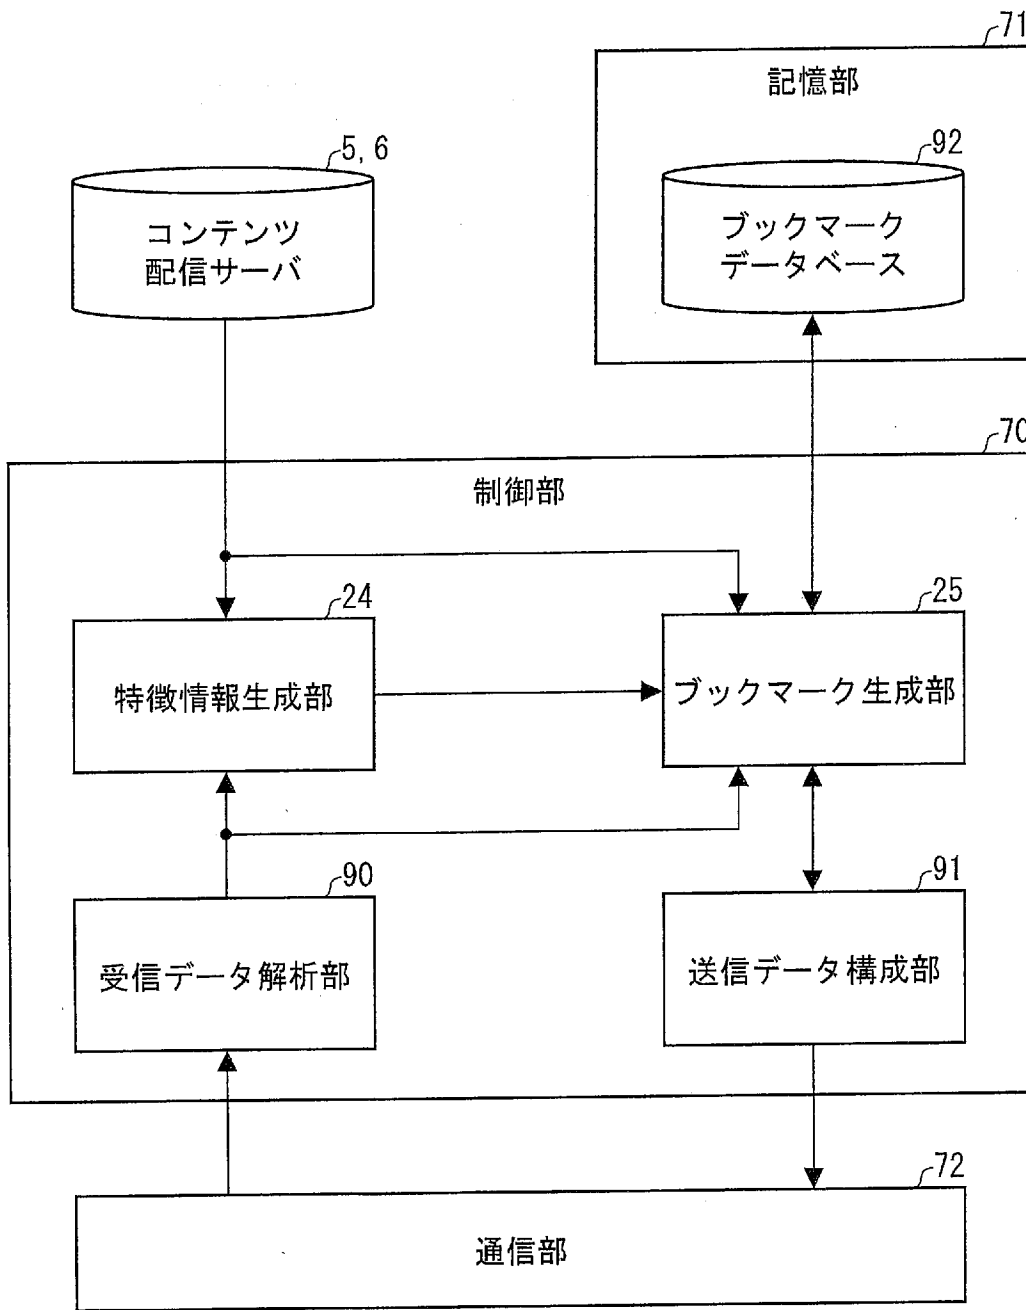 71
記憶部
5, 6
コンテンツ
配信サーバ
92
ブックマーク
データベース
70
制御部
24
特徴情報生成部
25
ブックマーク生成部
90
受信データ解析部
91
送信データ構成部
72
通信部